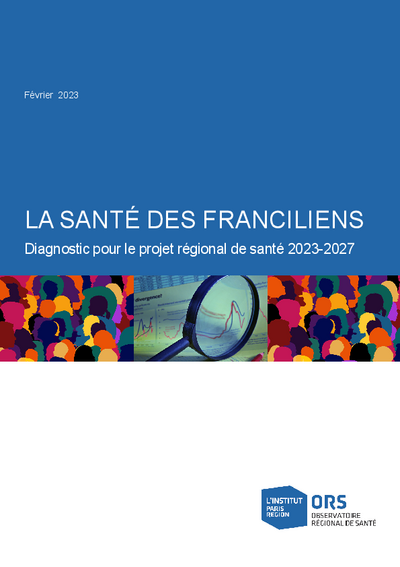 Février 2023
LA SANTÉ DES FRANCILIENS
Diagnostic pour le projet régional de santé 2023-2027
L'INSTITUT
PARIS
REGION
ORS
OBSERVATOIRE
RÉGIONAL DE SANTÉ